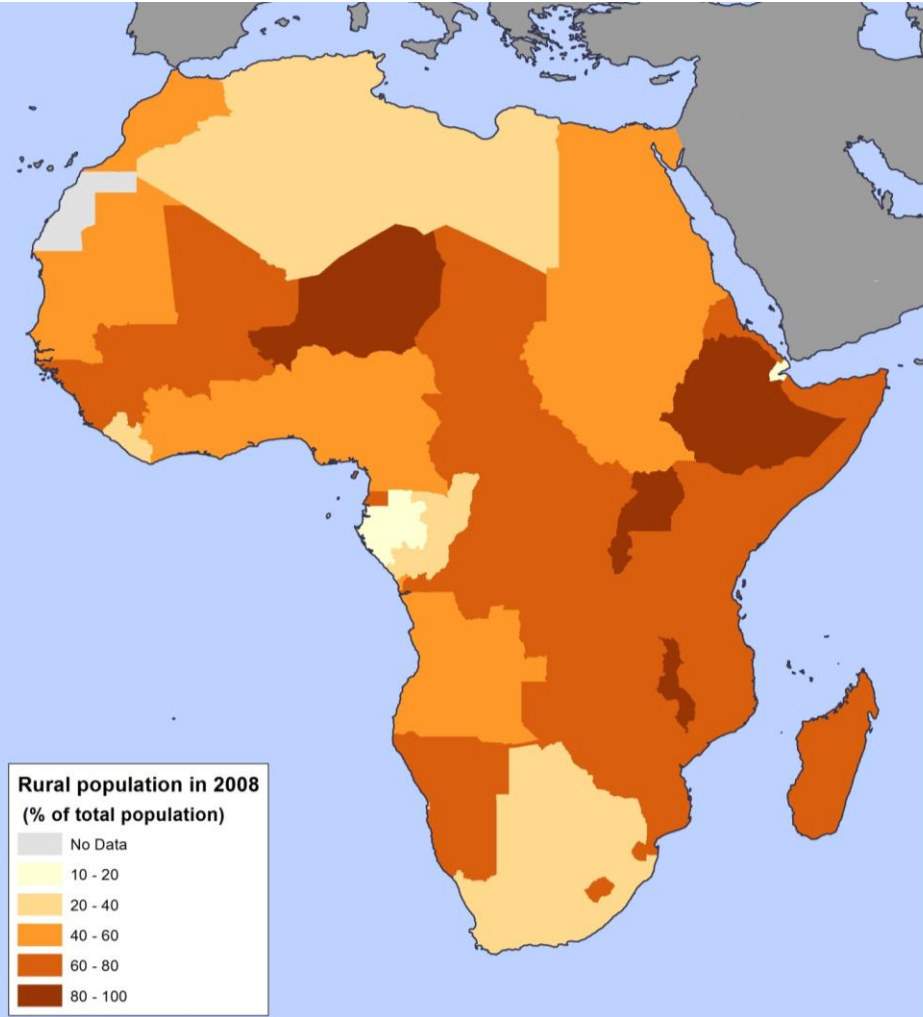 Rural population in 2008
(% of total population)
No Data
10 - 20
20 - 40
40 - 60
60 - 80
80 - 100